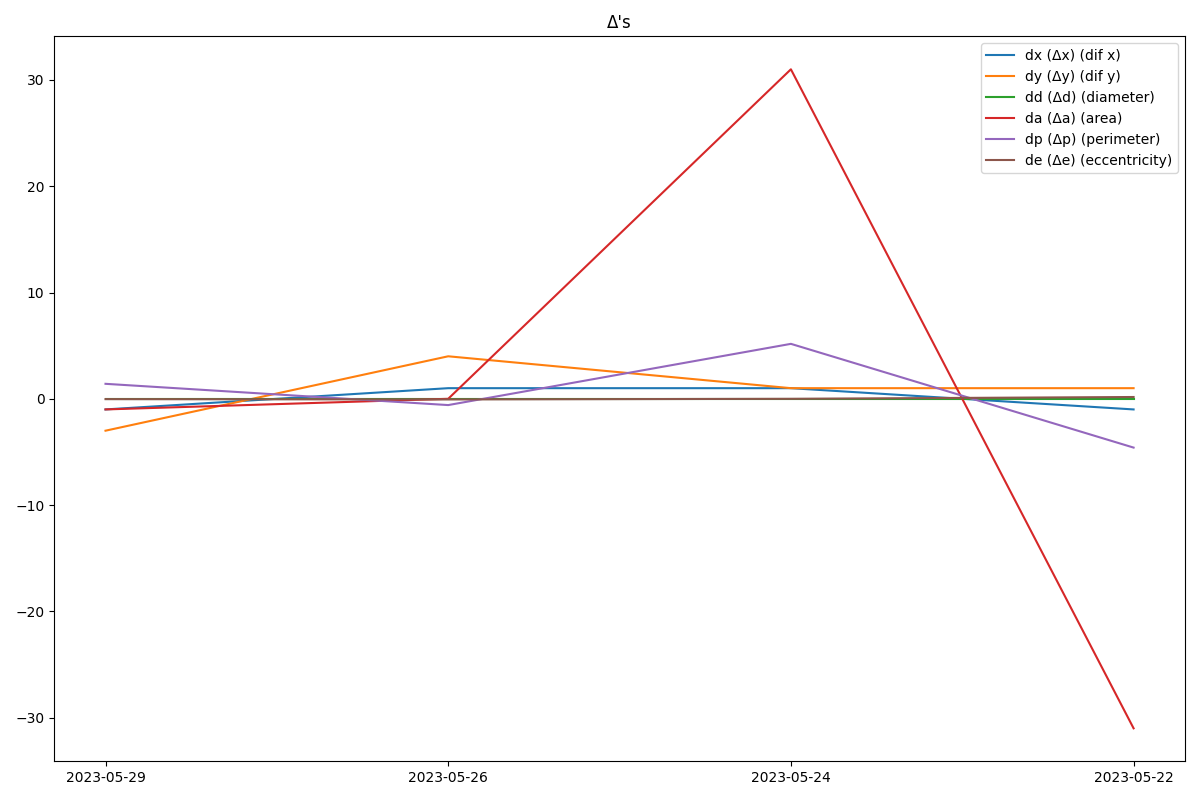 Δ's
dx (Δx) (dif x)
dy (Δy) (dif y)
dd (Δd) (diameter)
da (Δa) (area)
dp (Δp) (perimeter)
de (Δe) (eccentricity)
30
20
10
0
−10
−20
−30
2023-05-29 2023-05-26 2023-05-24 2023-05-22